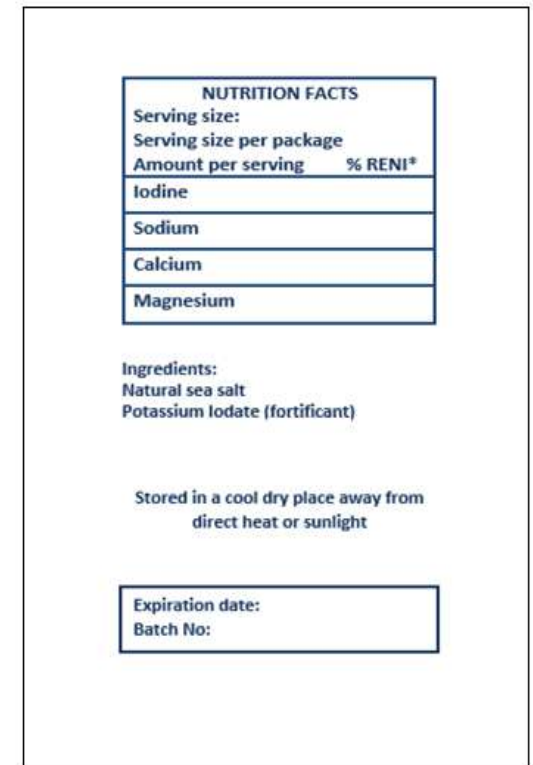 NUTRITION FACTS
Serving size:
Serving size per package
Amount per serving % RENI*
Iodine
Sodium
Calcium
Magnesium
Ingredients:
Natural sea salt
Potassium Iodate (fortificant)
Stored in a cool dry place away from
direct heat or sunlight
Expiration date:
Batch No: